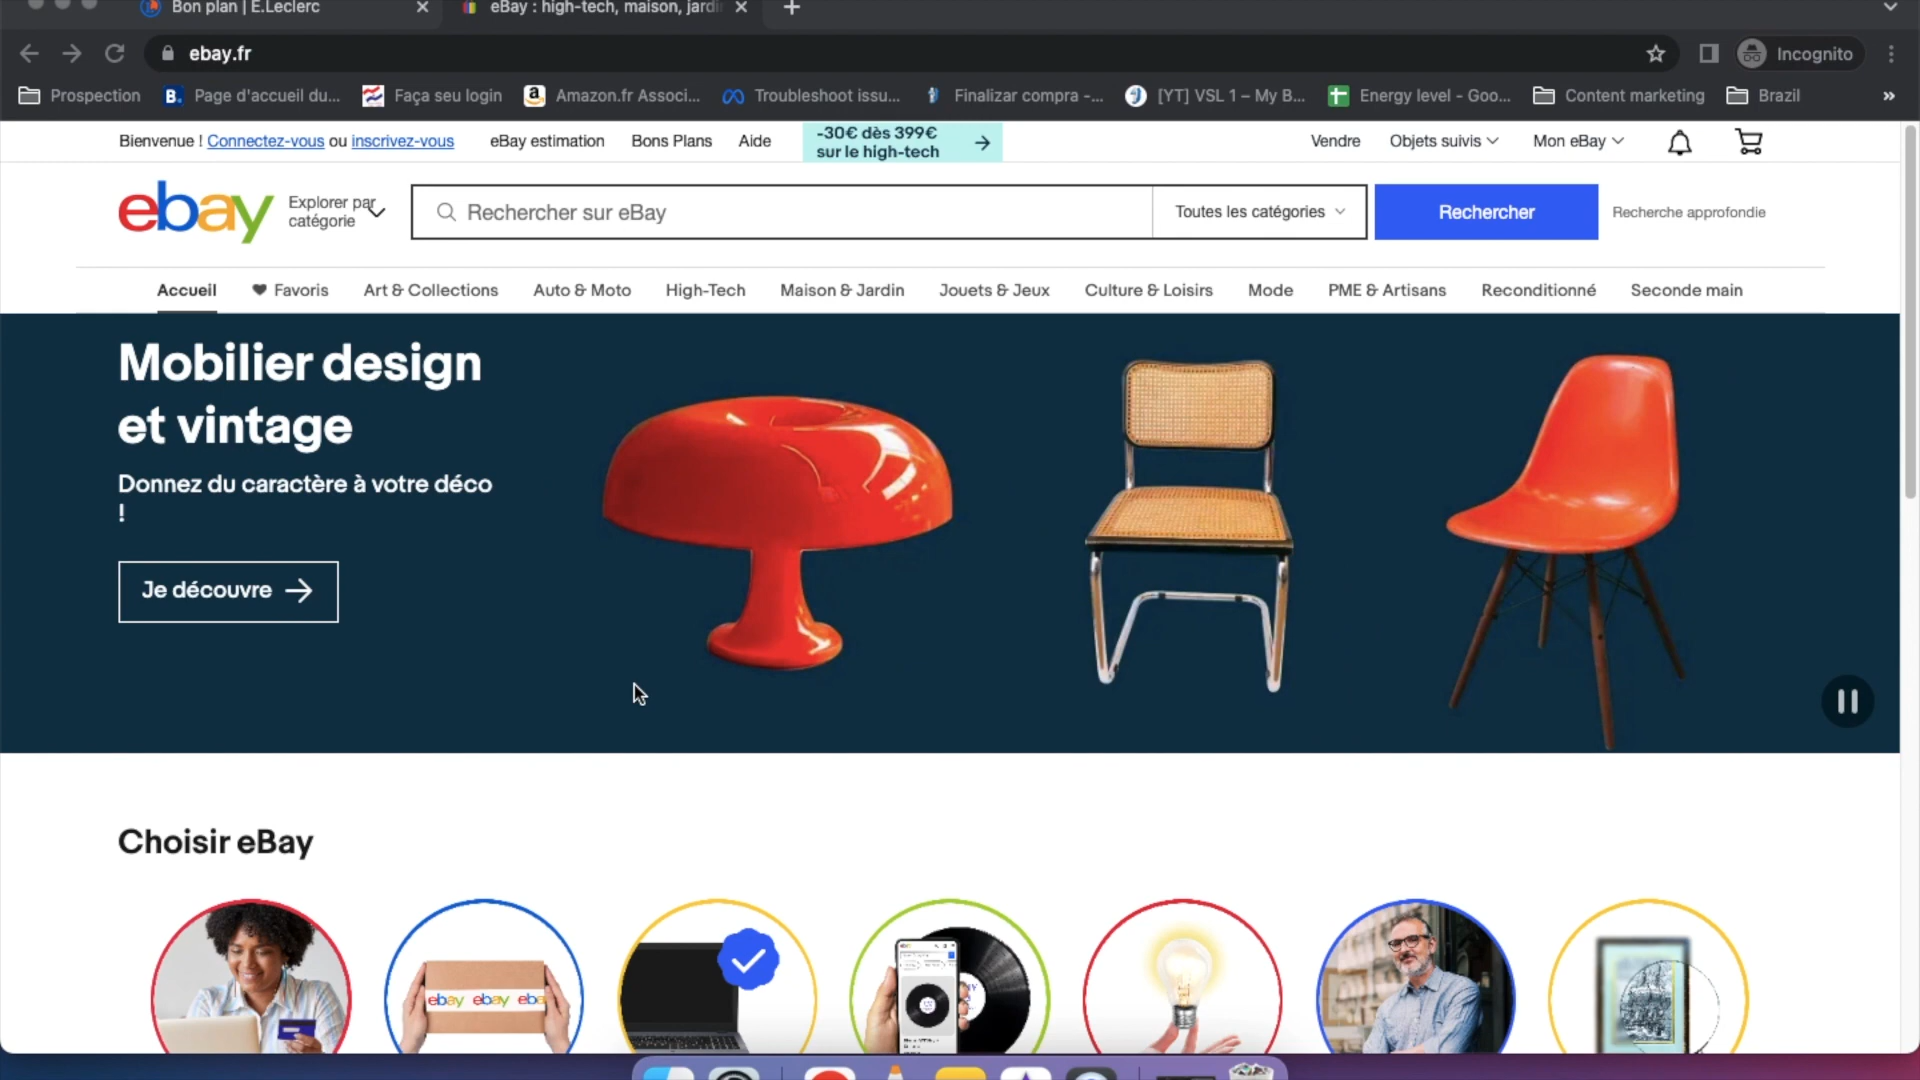 Bon plan | E.Leclerc
eBay : high-tech, maison, jardi
ebay.fr
Incognito
Prospection
Page d'accueil du...
Faça seu login
Amazon.fr Associ...
Troubleshoot issu...
Finalizar compra -...
[YT] VSL 1 – My B...
Energy level - Goo...
Content marketing
Brazil
Bienvenue ! Connectez-vous ou inscrivez-vous
eBay estimation
Bons Plans
Aide
-30€ dès 399€
sur le high-tech
Vendre
Objets suivis
Mon eBay
ebay
Explorer par
catégorie
Rechercher sur eBay
Toutes les catégories
Rechercher
Recherche approfondie
Accueil
Favoris
Art & Collections
Auto & Moto
High-Tech
Maison & Jardin
Jouets & Jeux
Culture & Loisirs
Mode
PME & Artisans
Reconditionné
Seconde main
Mobilier design
et vintage
Donnez du caractère à votre déco
!
Je découvre
Choisir eBay
ebay ebay eba